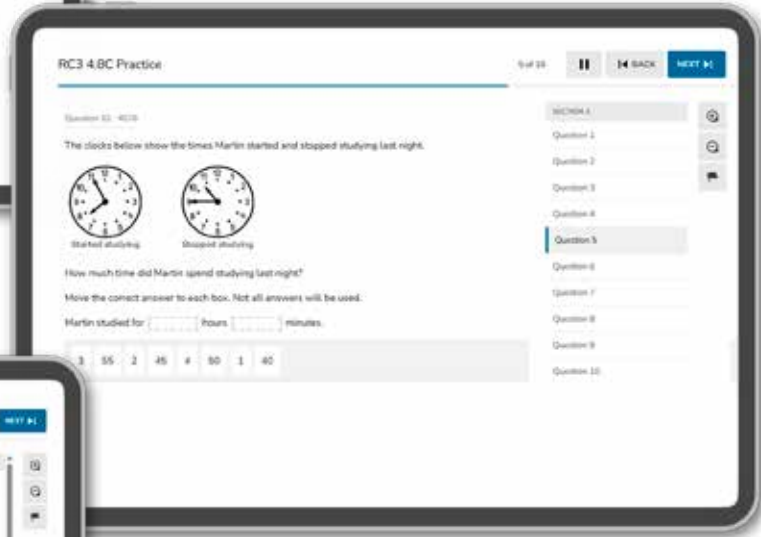 RC3 4.8C Practice
5 of 10
BACK
NEXT
The clocks below show the times Martin started and stopped studying last night.
Started studying
Stopped studying
How much time did Martin spend studying last night?
Move the correct answer to each box. Not all answers will be used.
Martin studied for hours minutes.
3 55 2 45 4 50 1 40
SECTION 1
Question 1
Question 2
Question 3
Question 4
Question 5
Question 6
Question 7
Question 8
Question 9
Question 10
NEXT